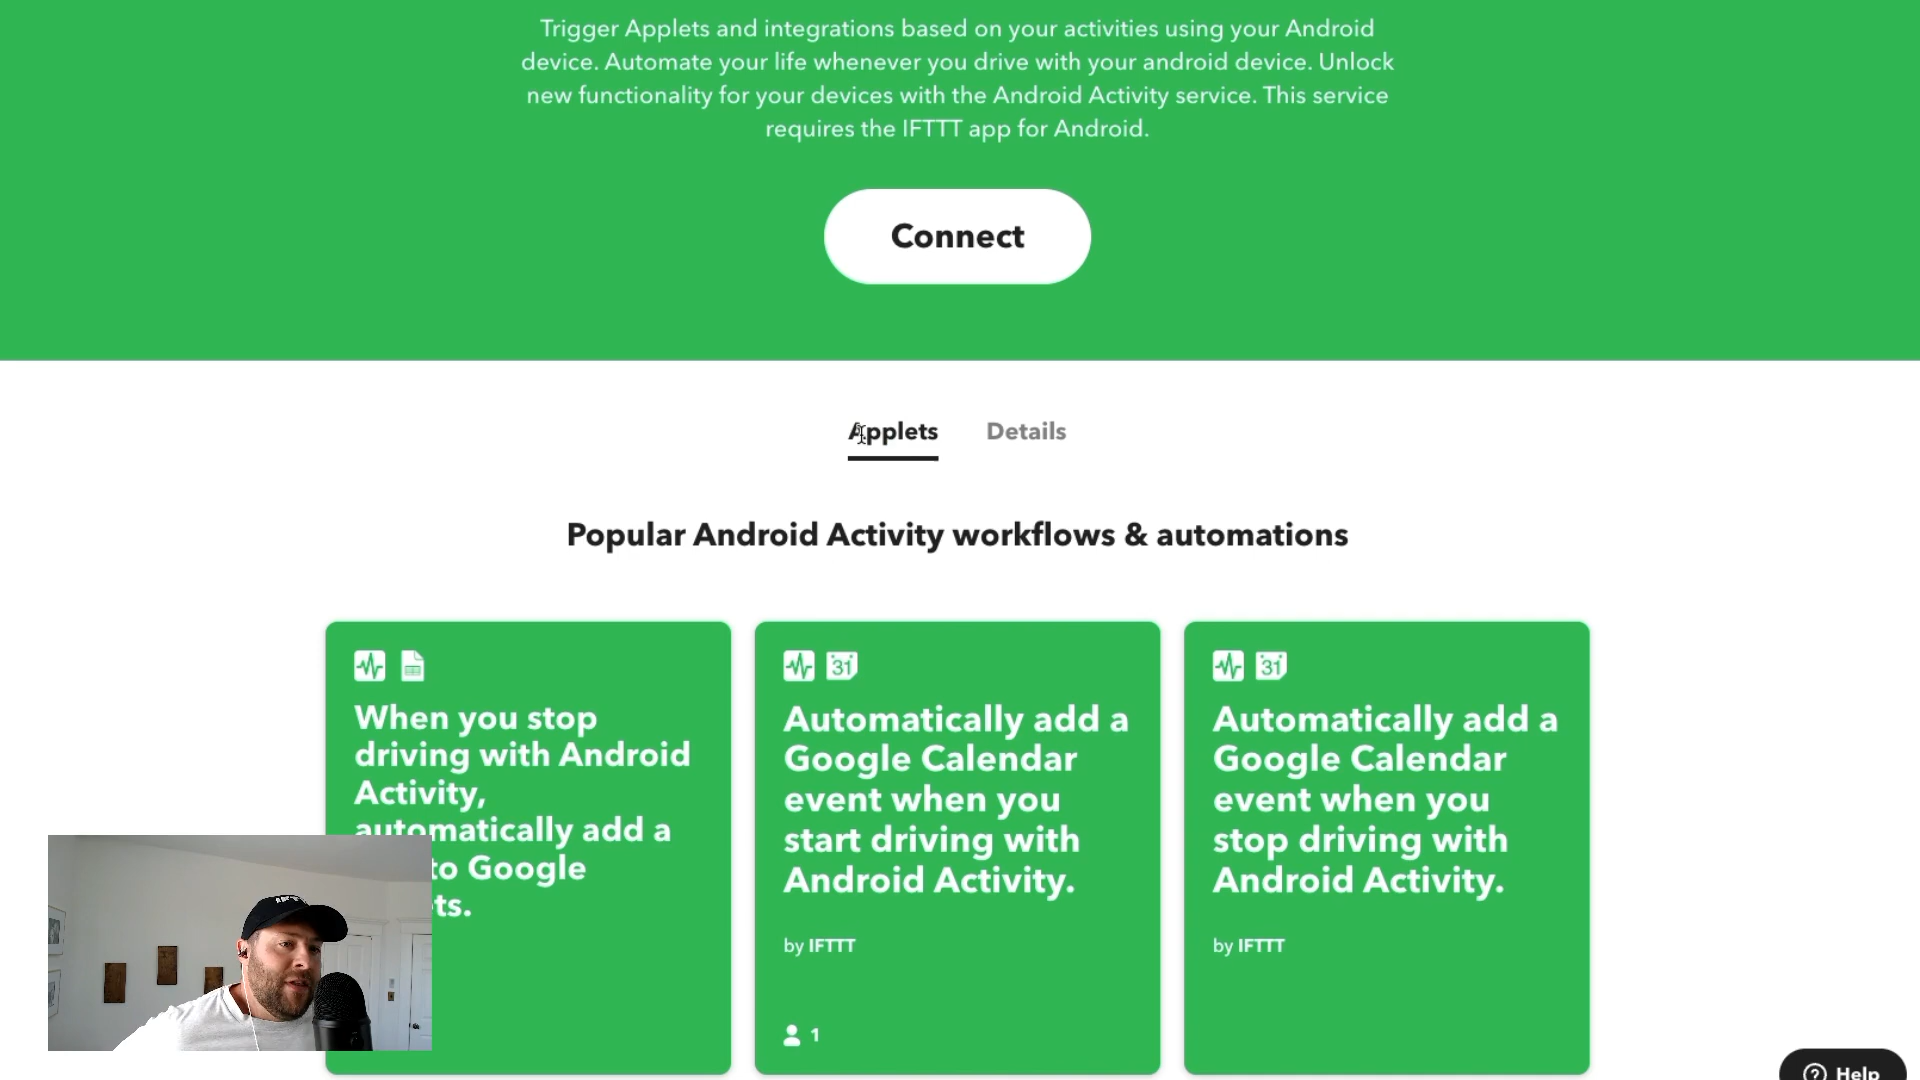 Trigger Applets and integrations based on your activities using your Android
device. Automate your life whenever you drive with your android device. Unlock
new functionality for your devices with the Android Activity service. This service
requires the IFTTT app for Android.
Connect
Applets
Details
Popular Android Activity workflows & automations
When you stop
driving with Android
Activity,
automatically add a
to Google
ts.
31
Automatically add a
Google Calendar
event when you
start driving with
Android Activity.
by IFTTT
1
31
Automatically add a
Google Calendar
event when you
stop driving with
Android Activity.
by IFTTT
? Help